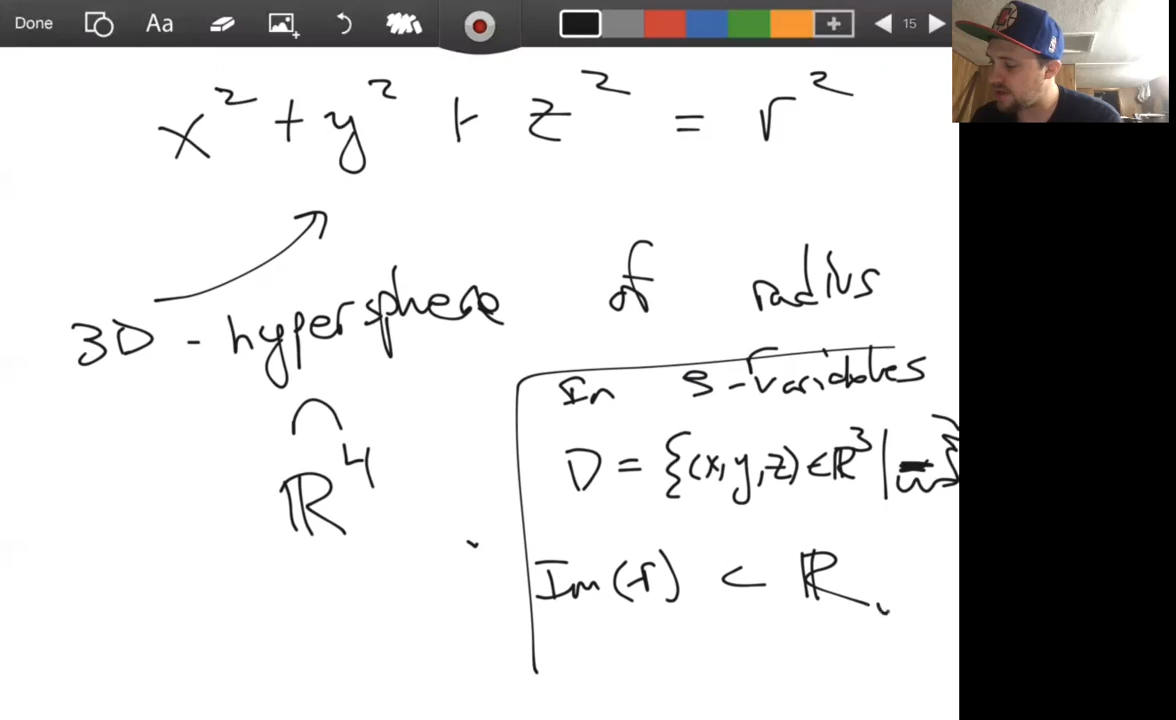 Done Aa 15
x² + y² + z² = r²
3D - hypersphere of radius r
∩
ℝ⁴
In 3-variables
D = {(x,y,z) ∈ ℝ³ | ~}
Im(f) ⊂ ℝ.